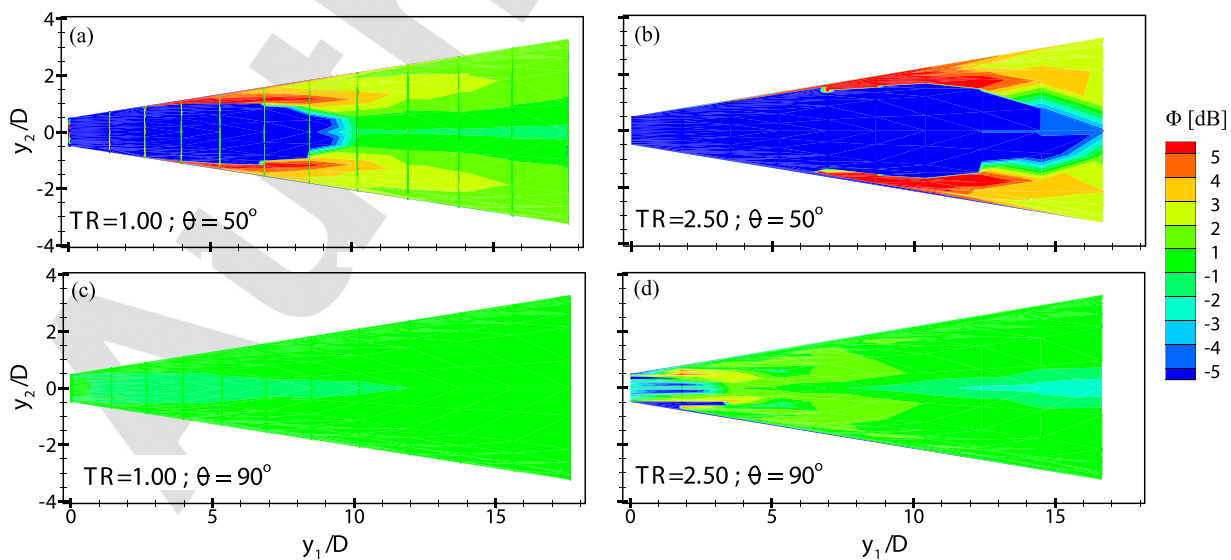 (a)
(b)
4
2
0
-2
-4
y2/D
TR=1.00 ; θ = 50°
TR=2.50 ; θ = 50°
Φ [dB]
5
4
3
2
1
-1
-2
-3
-4
-5
(c)
(d)
4
2
0
-2
-4
y2/D
TR=1.00 ; θ = 90°
TR=2.50 ; θ = 90°
0
5
10
15
0
5
10
15
y1/D
y1/D